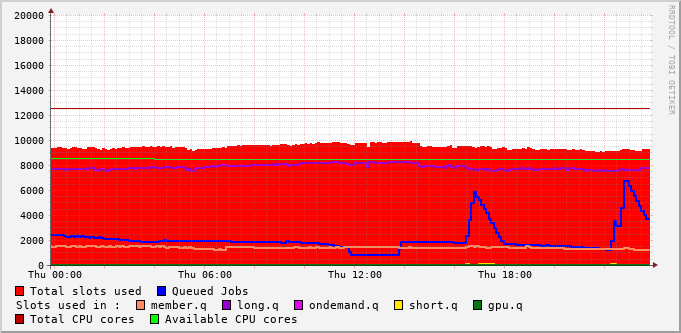 20000
18000
16000
14000
12000
10000
8000
6000
4000
2000
0
Thu 00:00 Thu 06:00 Thu 12:00 Thu 18:00
RRDTOOL / TOBI OETIKER
Total slots used Queued Jobs
Slots used in : member.q long.q ondemand.q short.q gpu.q
Total CPU cores Available CPU cores